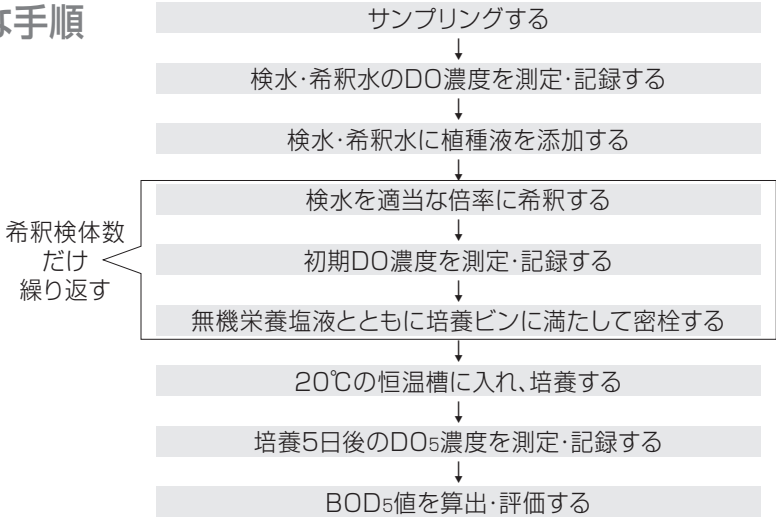 な手順
サンプリングする
検水・希釈水のDO濃度を測定・記録する
検水・希釈水に植種液を添加する
検水を適当な倍率に希釈する
初期DO濃度を測定・記録する
無機栄養塩液とともに培養ビンに満たして密栓する
希釈検体数
だけ
繰り返す
20℃の恒温槽に入れ、培養する
培養5日後のDO5濃度を測定・記録する
BOD5値を算出・評価する